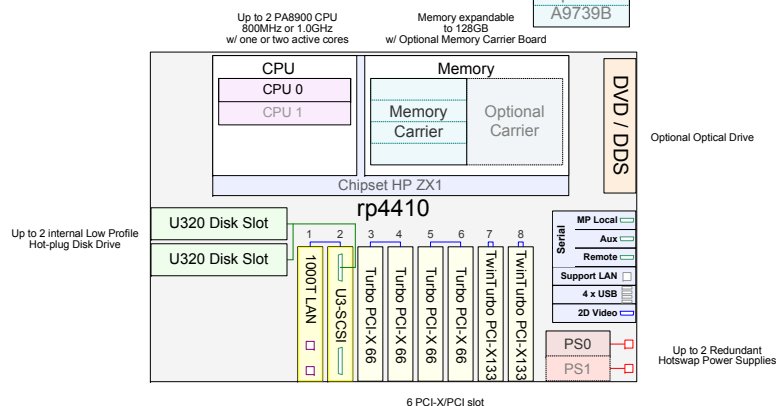 A9739B
Up to 2 PA8900 CPU
800MHz or 1.0GHz
w/ one or two active cores
Memory expandable
to 128GB
w/ Optional Memory Carrier Board
CPU
CPU 0
CPU 1
Memory
Memory
Carrier
Optional
Carrier
DVD / DDS
Optional Optical Drive
Chipset HP ZX1
rp4410
Up to 2 internal Low Profile
Hot-plug Disk Drive
U320 Disk Slot
U320 Disk Slot
1 2 3 4 5 6 7 8
1000T LAN
U3-SCSI
Turbo PCI-X 66
Turbo PCI-X 66
Turbo PCI-X 66
Turbo PCI-X 66
TwinTurbo PCI-X133
TwinTurbo PCI-X133
Serial
MP Local
Aux
Remote
Support LAN
4 x USB
2D Video
PS0
PS1
Up to 2 Redundant
Hotswap Power Supplies
6 PCI-X/PCI slot